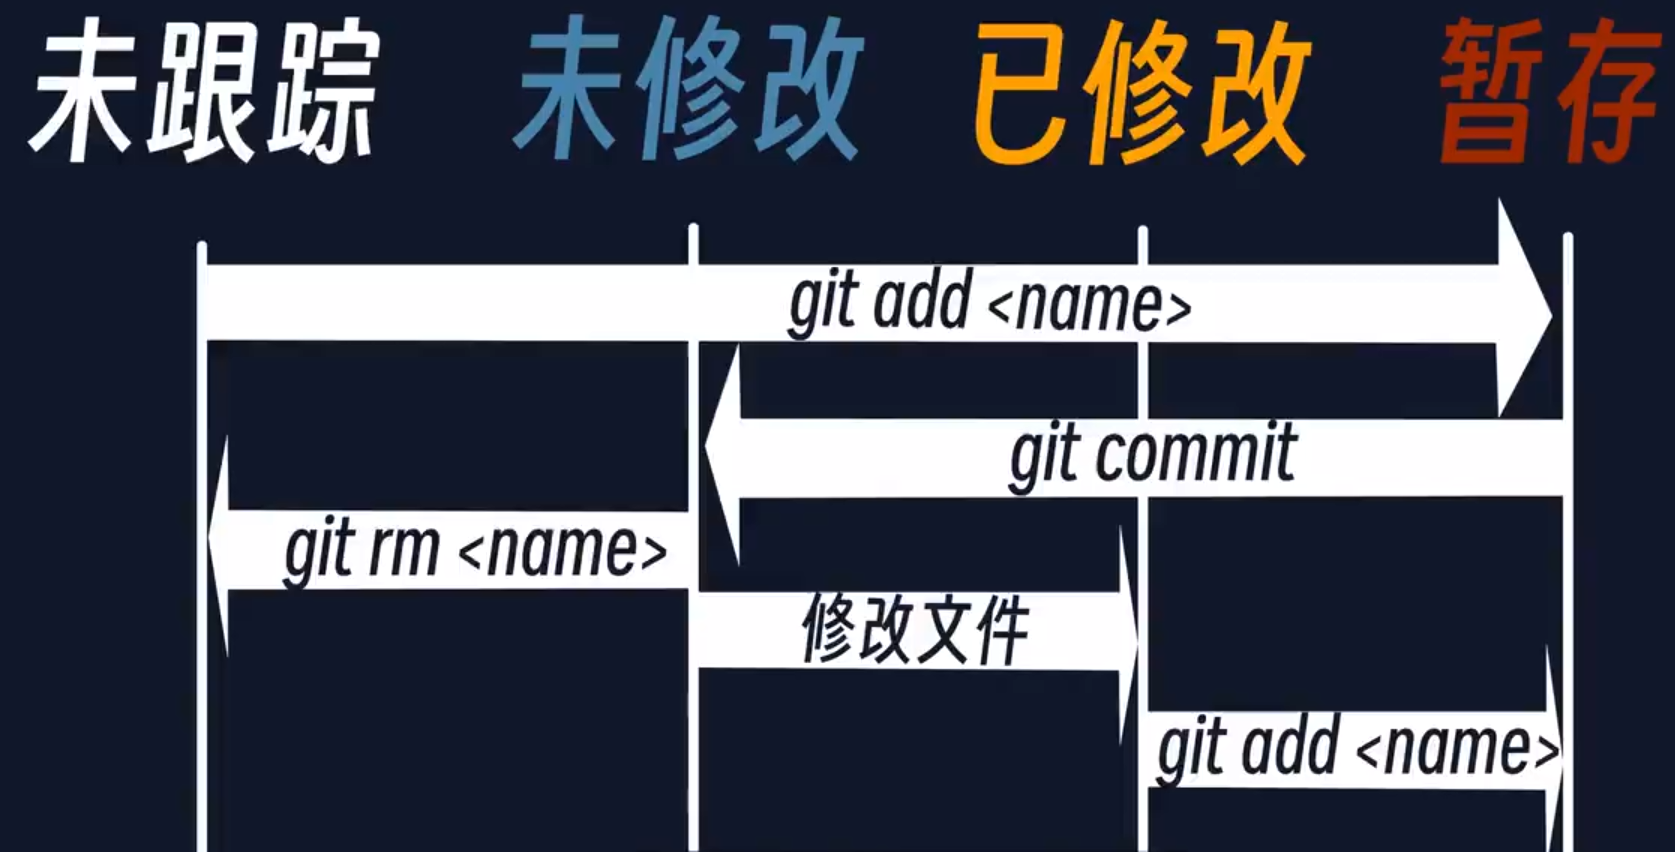 未跟踪 未修改 已修改 暂存
git add <name>
git commit
git rm <name>
修改文件
git add <name>